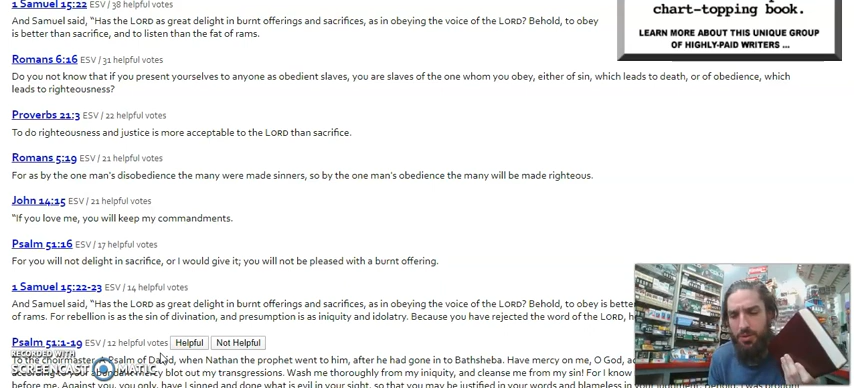 1 Samuel 15:22 ESV / 38 helpful votes
And Samuel said, “Has the LORD as great delight in burnt offerings and sacrifices, as in obeying the voice of the LORD? Behold, to obey
is better than sacrifice, and to listen than the fat of rams.
chart-topping book.
LEARN MORE ABOUT THIS UNIQUE GROUP
OF HIGHLY-PAID WRITERS ...
Romans 6:16 ESV / 31 helpful votes
Do you not know that if you present yourselves to anyone as obedient slaves, you are slaves of the one whom you obey, either of sin, which leads to death, or of obedience, which
leads to righteousness?
Proverbs 21:3 ESV / 22 helpful votes
To do righteousness and justice is more acceptable to the LORD than sacrifice.
Romans 5:19 ESV / 21 helpful votes
For as by the one man's disobedience the many were made sinners, so by the one man's obedience the many will be made righteous.
John 14:15 ESV / 21 helpful votes
“If you love me, you will keep my commandments.
Psalm 51:16 ESV / 17 helpful votes
For you will not delight in sacrifice, or I would give it; you will not be pleased with a burnt offering.
1 Samuel 15:22-23 ESV / 14 helpful votes
And Samuel said, “Has the LORD as great delight in burnt offerings and sacrifices, as in obeying the voice of the LORD? Behold, to obey is
of rams. For rebellion is as the sin of divination, and presumption is as iniquity and idolatry. Because you have rejected the word of the LORD,
Psalm 51:1-19 ESV / 12 helpful votes Helpful Not Helpful
RECORDED WITH
SCREENCAST MATIC
To the choirmaster. A Psalm of David, when Nathan the prophet went to him, after he had gone in to Bathsheba. Have mercy on me, O God,
abundant mercy blot out my transgressions. Wash me thoroughly from my iniquity, and cleanse me from my sin! For I know
before me. Against you, you only, have I sinned and done what is evil in your sight, so that you may be justified in your words and blameless in